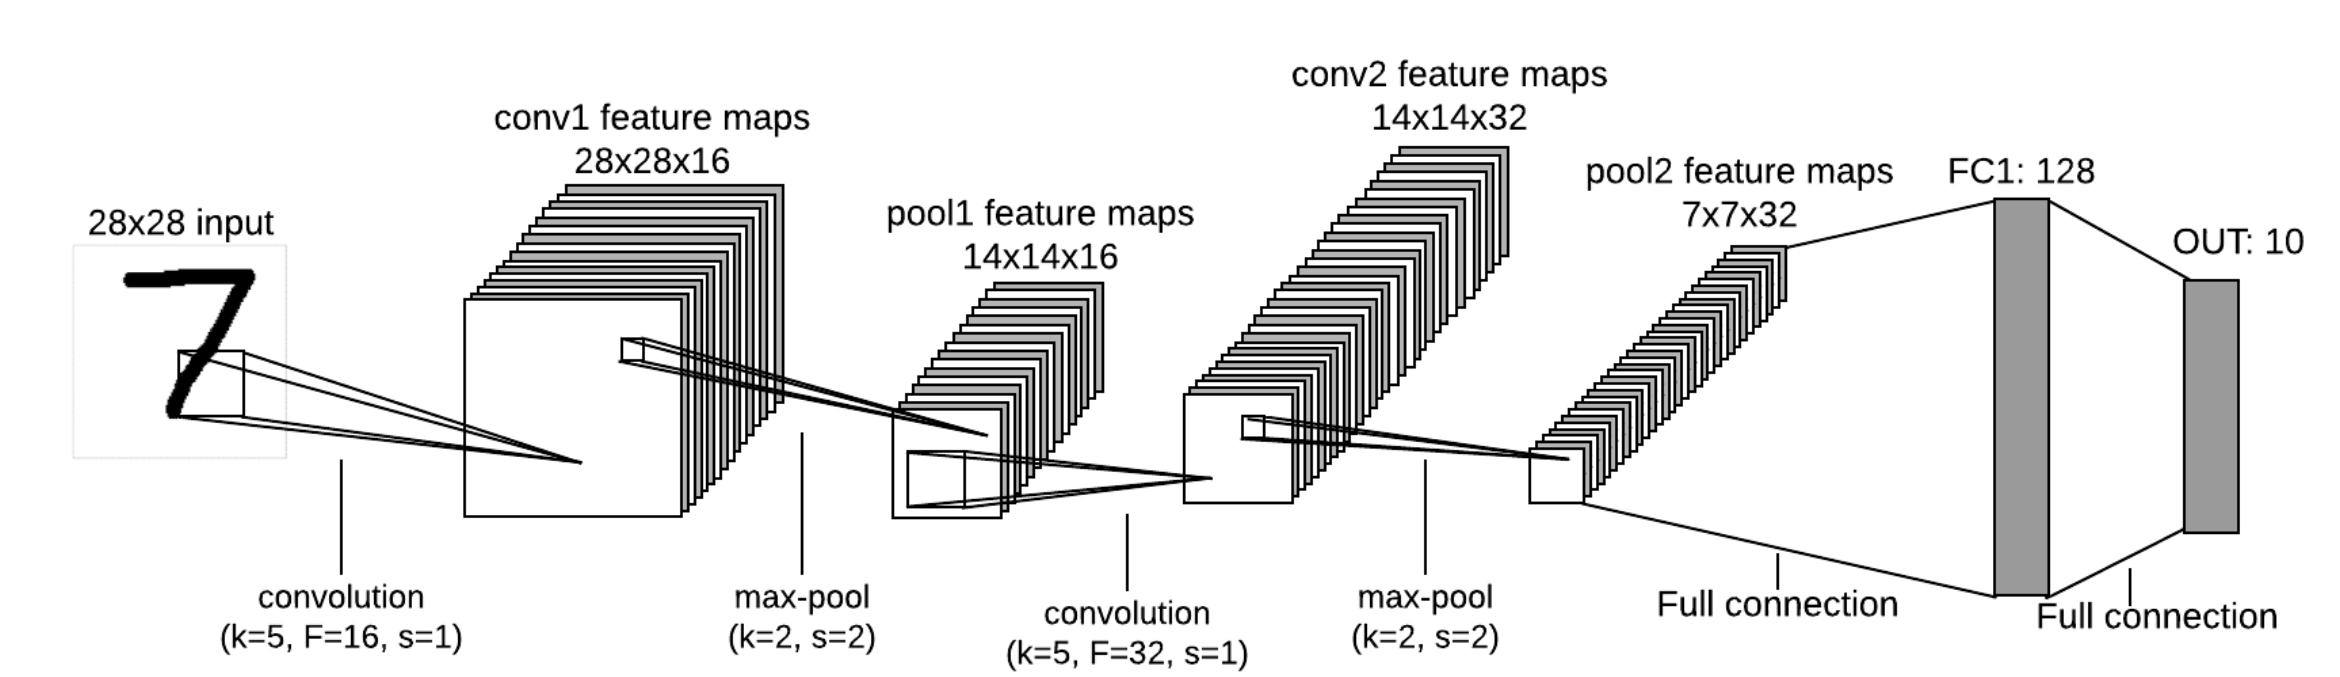 28x28 input
7
conv1 feature maps
28x28x16
pool1 feature maps
14x14x16
conv2 feature maps
14x14x32
pool2 feature maps
7x7x32
FC1: 128
OUT: 10
convolution
(k=5, F=16, s=1)
max-pool
(k=2, s=2)
convolution
(k=5, F=32, s=1)
max-pool
(k=2, s=2)
Full connection
Full connection